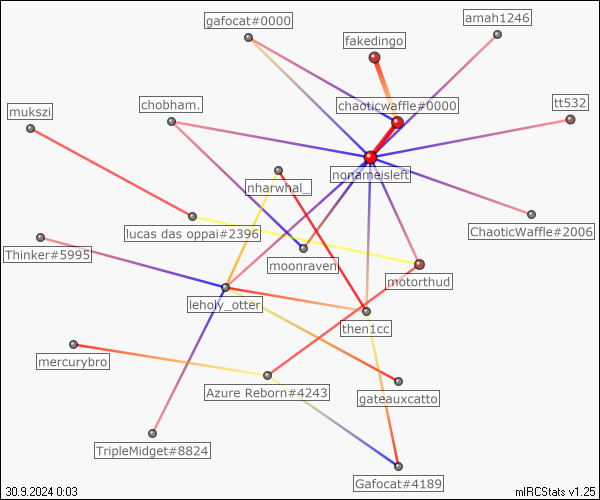 gafocat#0000
amah1246
fakedingo
chobham.
chaoticwaffle#0000
tt532
mukszi
nonameisleft
nharwhal_
lucas das oppai#2396
ChaoticWaffle#2006
Thinker#5995
moonraven
motorthud
leholy_otter
then1cc
mercurybro
Azure Reborn#4243
gateauxcatto
TripleMidget#8824
Gafocat#4189
30.9.2024 0:03
mIRCStats v1.25